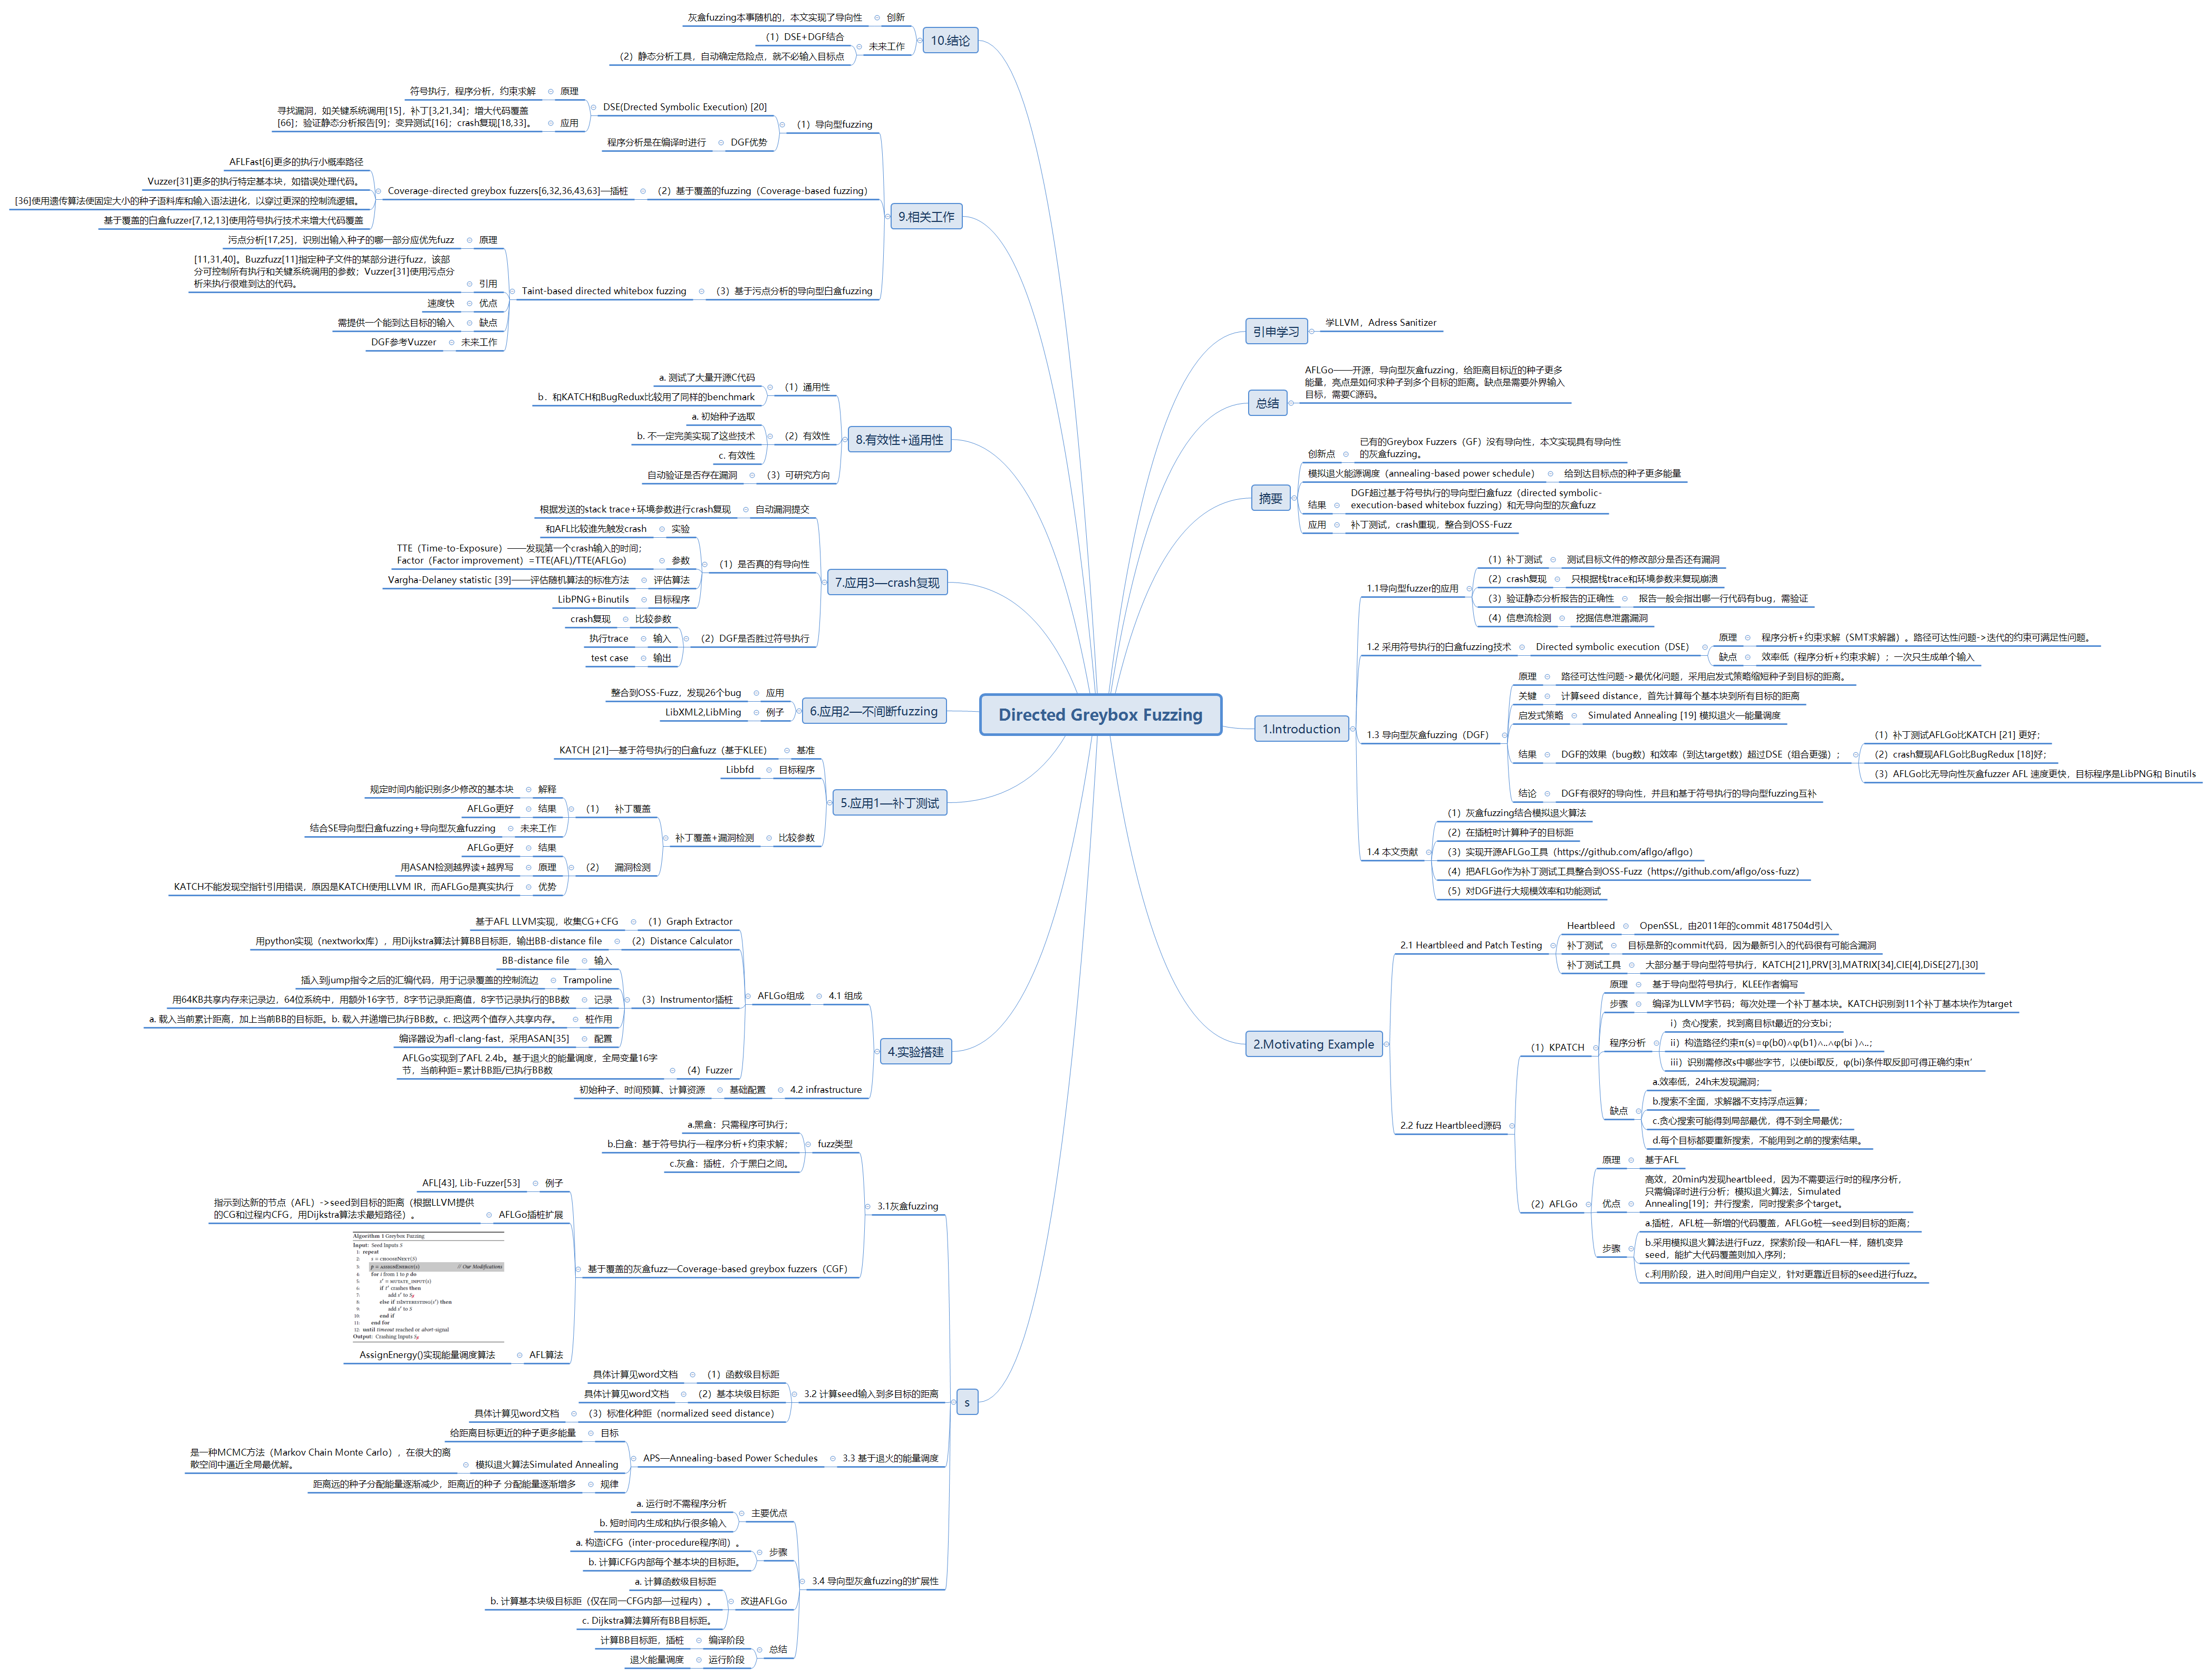 Directed Greybox Fuzzing
引申学习
学LLVM，Adress Sanitizer
总结
AFLGo——开源，导向型灰盒fuzzing，给距离目标近的种子更多
能量，亮点是如何求种子到多个目标的距离。缺点是需要外界输入
目标，需要C源码。
摘要
创新点
已有的Greybox Fuzzers（GF）没有导向性，本文实现具有导向性
的灰盒fuzzing。
模拟退火能源调度（annealing-based power schedule）
给到达目标点的种子更多能量
结果
DGF超过基于符号执行的导向型白盒fuzz（directed symbolic-
execution-based whitebox fuzzing）和无导向型的灰盒fuzz
应用
补丁测试，crash重现，整合到OSS-Fuzz
1.Introduction
1.1导向型fuzzer的应用
（1）补丁测试
测试目标文件的修改部分是否还有漏洞
（2）crash复现
只根据栈trace和环境参数来复现崩溃
（3）验证静态分析报告的正确性
报告一般会指出哪一行代码有bug，需验证
（4）信息流检测
挖掘信息泄露漏洞
1.2 采用符号执行的白盒fuzzing技术
Directed symbolic execution（DSE）
原理
程序分析+约束求解（SMT求解器）。路径可达性问题->迭代的约束可满足性问题。
缺点
效率低（程序分析+约束求解）；一次只生成单个输入
1.3 导向型灰盒fuzzing（DGF）
原理
路径可达性问题->最优化问题，采用启发式策略缩短种子到目标的距离。
关键
计算seed distance，首先计算每个基本块到所有目标的距离
启发式策略
Simulated Annealing [19] 模拟退火—能量调度
结果
DGF的效果（bug数）和效率（到达target数）超过DSE（组合更强）；
（1）补丁测试AFLGo比KATCH [21] 更好；
（2）crash复现AFLGo比BugRedux [18]好；
（3）AFLGo比无导向性灰盒fuzzer AFL 速度更快，目标程序是LibPNG和 Binutils
结论
DGF有很好的导向性，并且和基于符号执行的导向型fuzzing互补
1.4 本文贡献
（1）灰盒fuzzing结合模拟退火算法
（2）在插桩时计算种子的目标距
（3）实现开源AFLGo工具（https://github.com/aflgo/aflgo）
（4）把AFLGo作为补丁测试工具整合到OSS-Fuzz（https://github.com/aflgo/oss-fuzz）
（5）对DGF进行大规模效率和功能测试
2.Motivating Example
2.1 Heartbleed and Patch Testing
Heartbleed
OpenSSL，由2011年的commit 4817504d引入
补丁测试
目标是新的commit代码，因为最新引入的代码很有可能含漏洞
补丁测试工具
大部分基于导向型符号执行，KATCH[21],PRV[3],MATRIX[34],CIE[4],DiSE[27],[30]
2.2 fuzz Heartbleed源码
（1）KPATCH
原理
基于导向型符号执行，KLEE作者编写
步骤
编译为LLVM字节码；每次处理一个补丁基本块。KATCH识别到11个补丁基本块作为target
程序分析
i）贪心搜索，找到离目标t最近的分支bi；
ii）构造路径约束π(s)=φ(b0)∧φ(b1)∧..∧φ(bi )∧..；
iii）识别需修改s中哪些字节，以使bi取反，φ(bi)条件取反即可得正确约束π′
缺点
a.效率低，24h未发现漏洞；
b.搜索不全面，求解器不支持浮点运算；
c.贪心搜索可能得到局部最优，得不到全局最优；
d.每个目标都要重新搜索，不能用到之前的搜索结果。
（2）AFLGo
原理
基于AFL
优点
高效，20min内发现heartbleed，因为不需要运行时的程序分析，
只需编译时进行分析；模拟退火算法，Simulated
Annealing[19]；并行搜索，同时搜索多个target。
步骤
a.插桩，AFL桩—新增的代码覆盖，AFLGo桩—seed到目标的距离；
b.采用模拟退火算法进行Fuzz，探索阶段—和AFL一样，随机变异
seed，能扩大代码覆盖则加入序列；
c.利用阶段，进入时间用户自定义，针对更靠近目标的seed进行fuzz。
10.结论
创新
灰盒fuzzing本事随机的，本文实现了导向性
未来工作
（1）DSE+DGF结合
（2）静态分析工具，自动确定危险点，就不必输入目标点
9.相关工作
（1）导向型fuzzing
DSE(Drected Symbolic Execution) [20]
原理
符号执行，程序分析，约束求解
应用
寻找漏洞，如关键系统调用[15]，补丁[3,21,34]；增大代码覆盖
[66]；验证静态分析报告[9]；变异测试[16]；crash复现[18,33]。
DGF优势
程序分析是在编译时进行
（2）基于覆盖的fuzzing（Coverage-based fuzzing）
Coverage-directed greybox fuzzers[6,32,36,43,63]—插桩
AFLFast[6]更多的执行小概率路径
Vuzzer[31]更多的执行特定基本块，如错误处理代码。
[36]使用遗传算法使固定大小的种子语料库和输入语法进化，以穿过更深的控制流逻辑。
基于覆盖的白盒fuzzer[7,12,13]使用符号执行技术来增大代码覆盖
（3）基于污点分析的导向型白盒fuzzing
Taint-based directed whitebox fuzzing
原理
污点分析[17,25]，识别出输入种子的哪一部分应优先fuzz
引用
[11,31,40]。Buzzfuzz[11]指定种子文件的某部分进行fuzz，该部
分可控制所有执行和关键系统调用的参数；Vuzzer[31]使用污点分
析来执行很难到达的代码。
优点
速度快
缺点
需提供一个能到达目标的输入
未来工作
DGF参考Vuzzer
8.有效性+通用性
（1）通用性
a. 测试了大量开源C代码
b．和KATCH和BugRedux比较用了同样的benchmark
（2）有效性
a. 初始种子选取
b. 不一定完美实现了这些技术
c. 有效性
（3）可研究方向
自动验证是否存在漏洞
7.应用3—crash复现
自动漏洞提交
根据发送的stack trace+环境参数进行crash复现
（1）是否真的有导向性
实验
和AFL比较谁先触发crash
参数
TTE（Time-to-Exposure）——发现第一个crash输入的时间；
Factor（Factor improvement）=TTE(AFL)/TTE(AFLGo)
评估算法
Vargha-Delaney statistic [39]——评估随机算法的标准方法
目标程序
LibPNG+Binutils
（2）DGF是否胜过符号执行
比较参数
crash复现
输入
执行trace
输出
test case
6.应用2—不间断fuzzing
应用
整合到OSS-Fuzz，发现26个bug
例子
LibXML2,LibMing
5.应用1—补丁测试
基准
KATCH [21]—基于符号执行的白盒fuzz（基于KLEE）
目标程序
Libbfd
比较参数
补丁覆盖+漏洞检测
（1） 补丁覆盖
解释
规定时间内能识别多少修改的基本块
结果
AFLGo更好
未来工作
结合SE导向型白盒fuzzing+导向型灰盒fuzzing
（2） 漏洞检测
结果
AFLGo更好
原理
用ASAN检测越界读+越界写
优势
KATCH不能发现空指针引用错误，原因是KATCH使用LLVM IR，而AFLGo是真实执行
4.实验搭建
4.1 组成
AFLGo组成
（1）Graph Extractor
基于AFL LLVM实现，收集CG+CFG
（2）Distance Calculator
用python实现（nextworkx库），用Dijkstra算法计算BB目标距，输出BB-distance file
（3）Instrumentor插桩
输入
BB-distance file
Trampoline
插入到jump指令之后的汇编代码，用于记录覆盖的控制流边
记录
用64KB共享内存来记录边，64位系统中，用额外16字节，8字节记录距离值，8字节记录执行的BB数
桩作用
a. 载入当前累计距离，加上当前BB的目标距。b. 载入并递增已执行BB数。c. 把这两个值存入共享内存。
配置
编译器设为afl-clang-fast，采用ASAN[35]
（4）Fuzzer
AFLGo实现到了AFL 2.4b。基于退火的能量调度，全局变量16字
节，当前种距=累计BB距/已执行BB数
4.2 infrastructure
基础配置
初始种子、时间预算、计算资源
s
3.1灰盒fuzzing
fuzz类型
a.黑盒：只需程序可执行；
b.白盒：基于符号执行—程序分析+约束求解；
c.灰盒：插桩，介于黑白之间。
基于覆盖的灰盒fuzz—Coverage-based greybox fuzzers（CGF）
例子
AFL[43], Lib-Fuzzer[53]
AFLGo插桩扩展
指示到达新的节点（AFL）->seed到目标的距离（根据LLVM提供
的CG和过程内CFG，用Dijkstra算法求最短路径）。
Algorithm 1 Greybox Fuzzing
Input: Seed Inputs S
1: repeat
2: s = chooseNext(S)
3: p = assignEnergy(s) // Our Modifications
4: for i from 1 to p do
5: s′ = mutate_input(s)
6: if t′ crashes then
7: add s′ to S✗
8: else if isInteresting(s′) then
9: add s′ to S
10: end if
11: end for
12: until timeout reached or abort-signal
Output: Crashing Inputs S✗
AFL算法
AssignEnergy()实现能量调度算法
3.2 计算seed输入到多目标的距离
（1）函数级目标距
具体计算见word文档
（2）基本块级目标距
具体计算见word文档
（3）标准化种距（normalized seed distance）
具体计算见word文档
3.3 基于退火的能量调度
APS—Annealing-based Power Schedules
目标
给距离目标更近的种子更多能量
模拟退火算法Simulated Annealing
是一种MCMC方法（Markov Chain Monte Carlo），在很大的离
散空间中逼近全局最优解。
规律
距离远的种子分配能量逐渐减少，距离近的种子 分配能量逐渐增多
3.4 导向型灰盒fuzzing的扩展性
主要优点
a. 运行时不需程序分析
b. 短时间内生成和执行很多输入
步骤
a. 构造iCFG（inter-procedure程序间）。
b. 计算iCFG内部每个基本块的目标距。
改进AFLGo
a. 计算函数级目标距
b. 计算基本块级目标距（仅在同一CFG内部—过程内）。
c. Dijkstra算法算所有BB目标距。
总结
编译阶段
计算BB目标距，插桩
运行阶段
退火能量调度